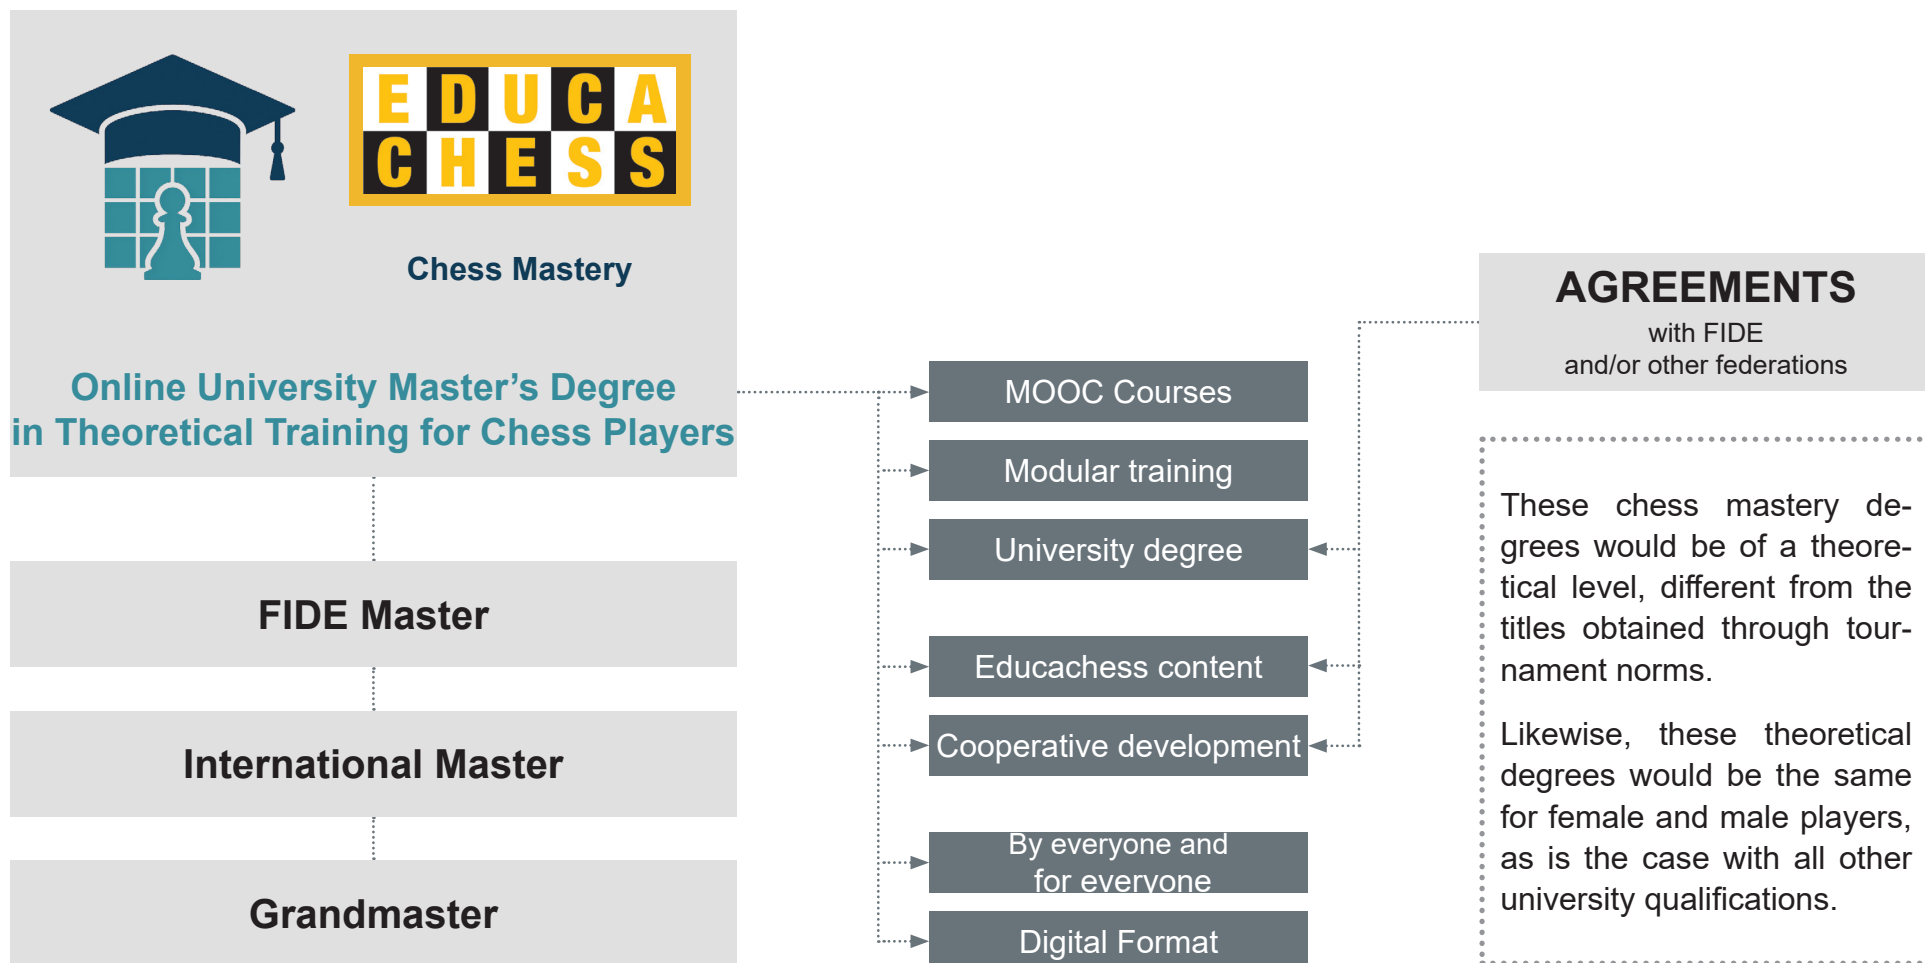 EDUCA
CHESS
Chess Mastery
Online University Master’s Degree
in Theoretical Training for Chess Players
FIDE Master
International Master
Grandmaster
MOOC Courses
Modular training
University degree
Educachess content
Cooperative development
By everyone and
for everyone
Digital Format
AGREEMENTS
with FIDE
and/or other federations
These chess mastery de-
grees would be of a theore-
tical level, different from the
titles obtained through tour-
nament norms.
Likewise, these theoretical
degrees would be the same
for female and male players,
as is the case with all other
university qualifications.